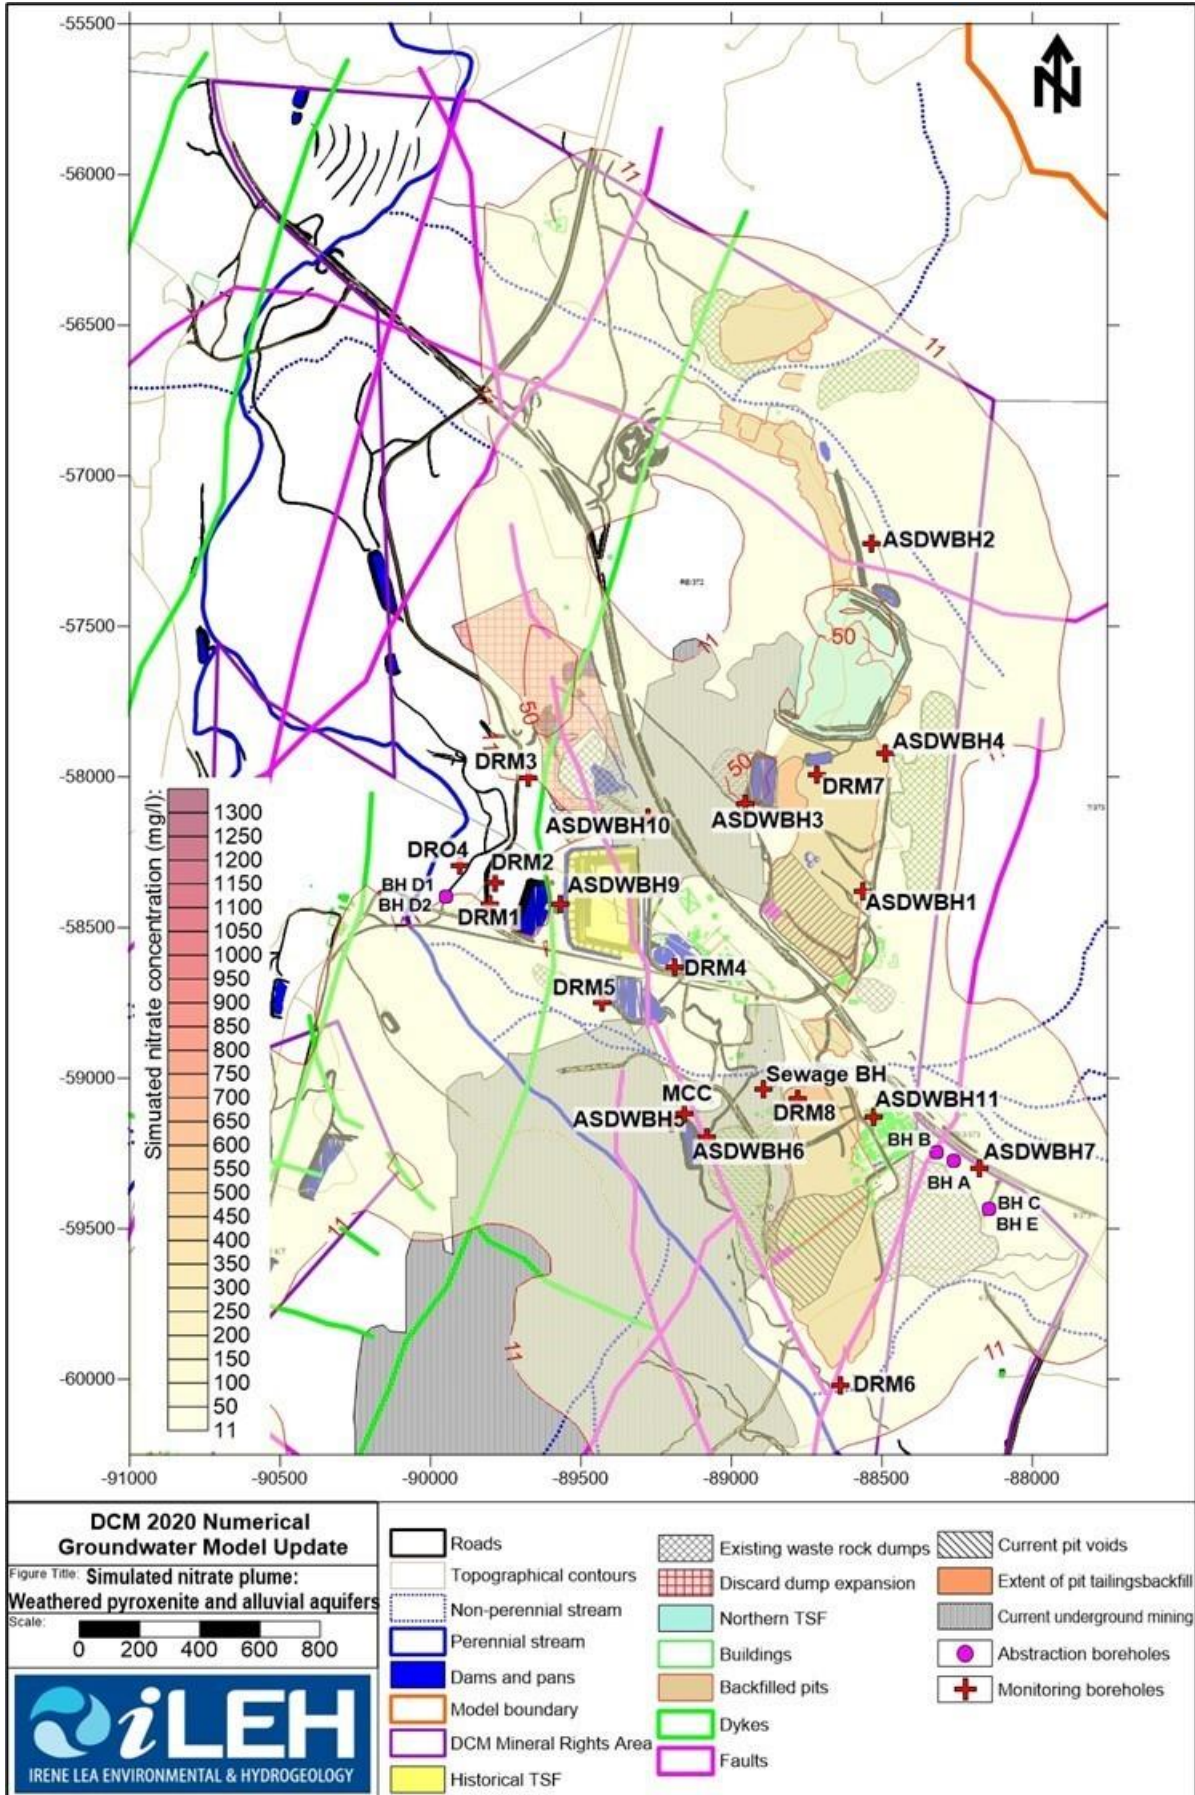 -55500
-56000
-56500
-57000
-57500
-58000
-58500
-59000
-59500
-60000
-91000
-90500
-90000
-89500
-89000
-88500
-88000
N
11
11
11
11
11
11
11
11
11
50
50
50
RE/372
ASDWBH2
ASDWBH4
DRM7
ASDWBH3
DRM3
ASDWBH10
DRO4
DRM2
ASDWBH9
BH D1
BH D2
DRM1
ASDWBH1
DRM4
DRM5
Sewage BH
MCC
DRM8
ASDWBH11
ASDWBH5
ASDWBH6
BH B
ASDWBH7
BH A
BH C
BH E
DRM6
Simuated nitrate concentration (mg/l):
1300
1250
1200
1150
1100
1000
950
900
850
800
750
700
650
600
550
500
450
400
350
300
250
200
150
100
50
11
DCM 2020 Numerical
Groundwater Model Update
Figure Title: Simulated nitrate plume:
Weathered pyroxenite and alluvial aquifers
Scale:
0 200 400 600 800
iLEH
IRENE LEA ENVIRONMENTAL & HYDROGEOLOGY
Roads
Topographical contours
Non-perennial stream
Perennial stream
Dams and pans
Model boundary
DCM Mineral Rights Area
Historical TSF
Existing waste rock dumps
Discard dump expansion
Northern TSF
Buildings
Backfilled pits
Dykes
Faults
Current pit voids
Extent of pit tailingsbackfill
Current underground mining
Abstraction boreholes
Monitoring boreholes